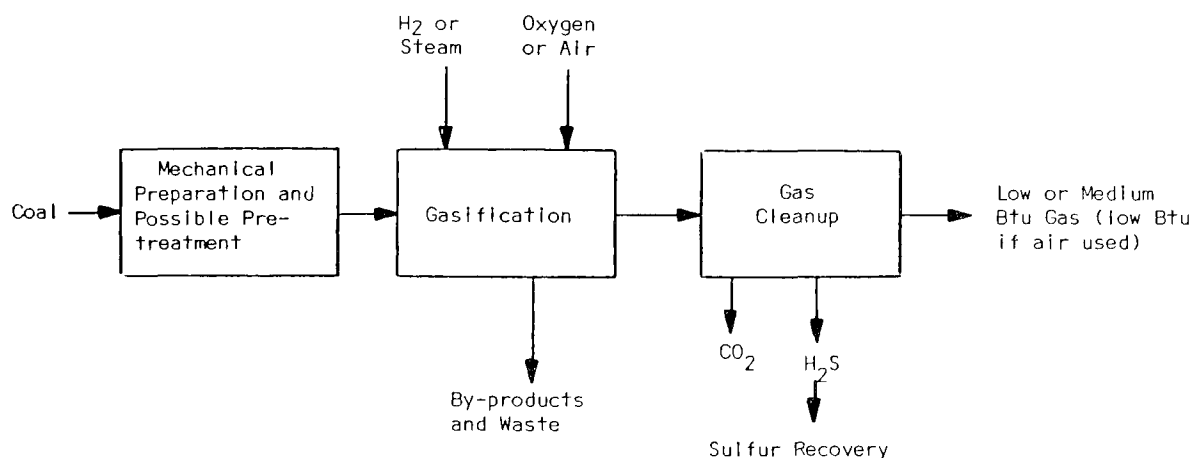 H2 or
Steam
Oxygen
or Air
Coal
Mechanical
Preparation and
Possible Pre-
treatment
Gasification
Gas
Cleanup
Low or Medium
Btu Gas (low Btu
if air used)
By-products
and Waste
CO2
H2S
Sulfur Recovery